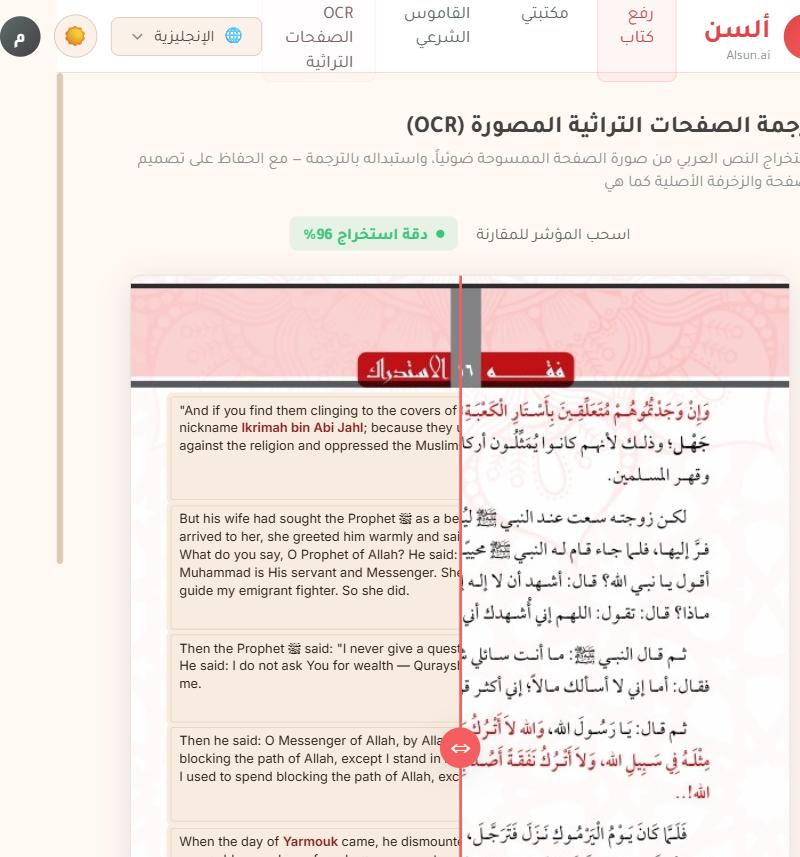 ألسن
Alsun.ai
رفع
كتاب
مكتبتي
القاموس
الشرعي
OCR
الصفحات
التراثية
🌐 الإنجليزية
م
جمة الصفحات التراثية المصورة (OCR)
تخراج النص العربي من صورة الصفحة الممسوحة ضوئياً، واستبداله بالترجمة — مع الحفاظ على تصميم
صفحة والزخرفة الأصلية كما هي
اسحب المؤشر للمقارنة
دقة استخراج 96%
فقـــه
١٦
الاستدراك
وَإِنْ وَجَدْتُمُوهُمْ مُتَعَلِّقِينَ بِأَسْتَارِ الْكَعْبَةِ
جَهْل؛ وذلك لأنهم كانوا يُمَثِّلُون أركا
وقهر المسلمين.
لكن زوجته سعت عند النبي ﷺ
فرَّ إليها، فلما جاء قام له النبي ﷺ محييًا
أقول يا نبي الله؟ قال: أشهد أن لا إله
ماذا؟ قال: تقول: اللهم إني أُشهدك أني
ثم قال النبي ﷺ: ما أنت سائلي
فقال: أما إني لا أسألك مالاً؛ إني أكثر
ثم قال: يَا رَسُولَ الله، وَالله لاَ أَتْرُكُ
مِثْلَهُ فِي سَبِيلِ الله، وَلاَ أَتْرُكُ نَفَقَةً
الله!..
فَلَمَّا كَانَ يَوْمُ الْيَرْمُوكِ نَزَلَ فَتَرَجَّلَ،
"And if you find them clinging to the covers of
nickname Ikrimah bin Abi Jahl; because they
against the religion and oppressed the Muslim
But his wife had sought the Prophet ﷺ as a be
arrived to her, she greeted him warmly and sai
What do you say, O Prophet of Allah? He said:
Muhammad is His servant and Messenger. She
guide my emigrant fighter. So she did.
Then the Prophet ﷺ said: "I never give a quest
He said: I do not ask You for wealth — Quraysh
me.
Then he said: O Messenger of Allah, by Alla
blocking the path of Allah, except I stand in
I used to spend blocking the path of Allah, exc
When the day of Yarmouk came, he dismounte